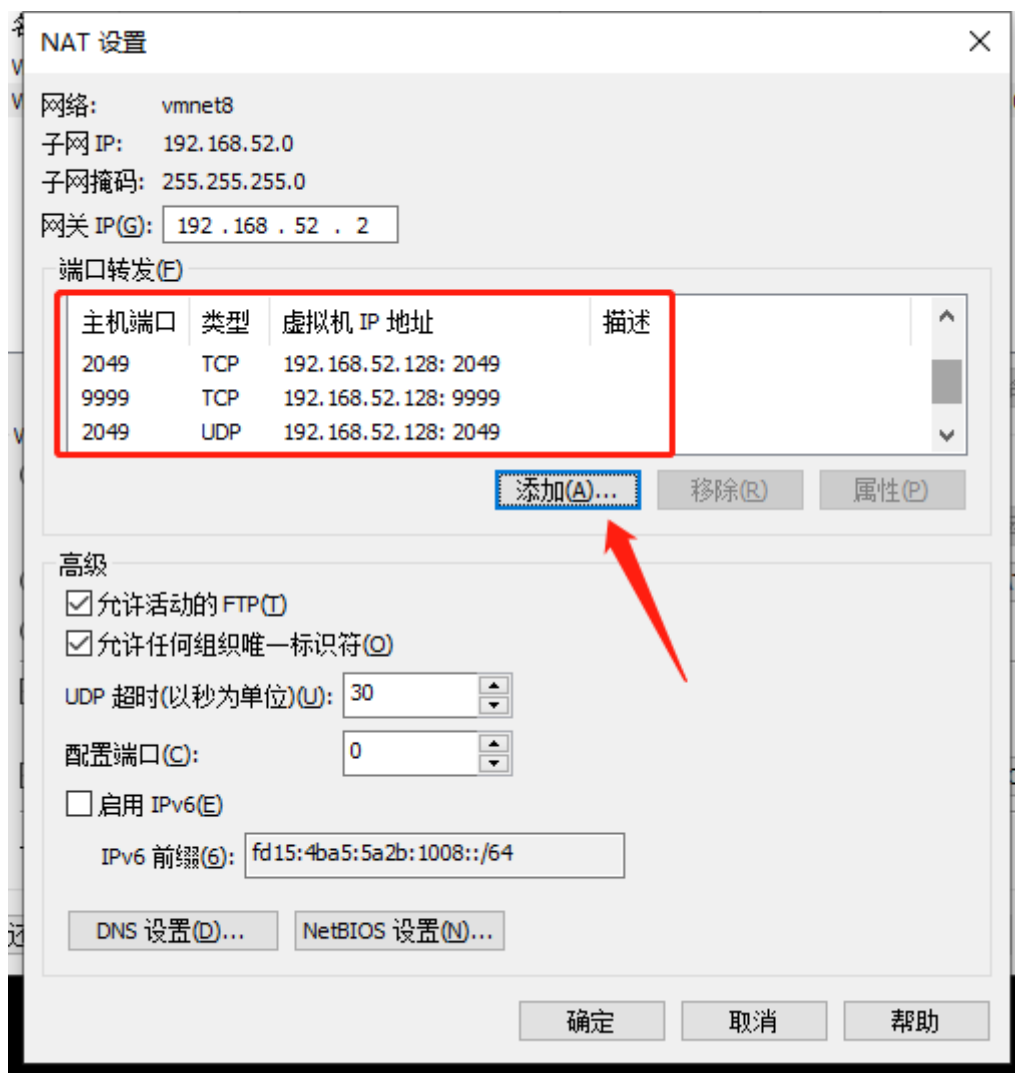 NAT 设置
网络: vmnet8
子网 IP: 192.168.52.0
子网掩码: 255.255.255.0
网关 IP(G): 192 . 168 . 52 . 2
端口转发(F)
主机端口 类型 虚拟机 IP 地址 描述
2049 TCP 192.168.52.128: 2049
9999 TCP 192.168.52.128: 9999
2049 UDP 192.168.52.128: 2049
添加(A)... 移除(R) 属性(P)
高级
允许活动的 FTP(T)
允许任何组织唯一标识符(O)
UDP 超时(以秒为单位)(U): 30
配置端口(C): 0
启用 IPv6(E)
IPv6 前缀(6): fd15:4ba5:5a2b:1008::/64
DNS 设置(D)... NetBIOS 设置(N)...
确定 取消 帮助